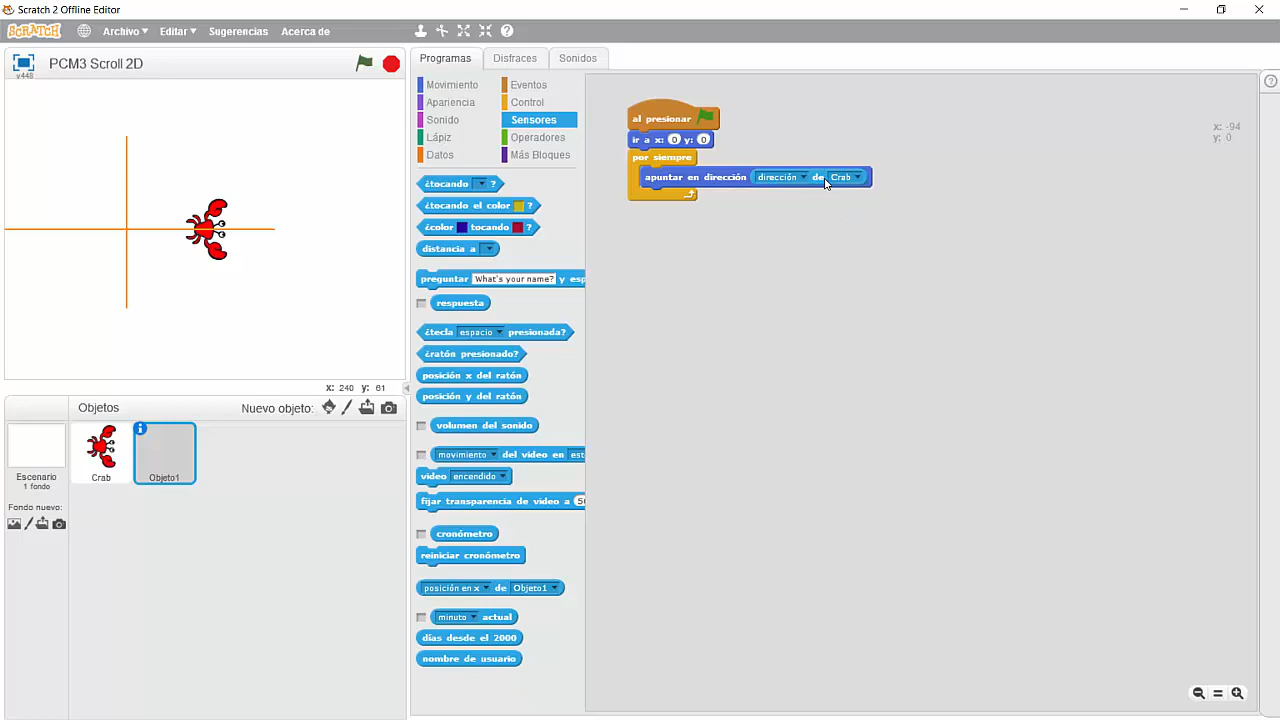 Scratch 2 Offline Editor
SCRATCH Archivo Editar Sugerencias Acerca de
v448 PCM3 Scroll 2D
x: 240 y: 61
Objetos Nuevo objeto:
Escenario
1 fondo
Fondo nuevo:
Crab
Objeto1
Programas Disfraces Sonidos
Movimiento Eventos
Apariencia Control
Sonido Sensores
Lápiz Operadores
Datos Más Bloques
¿tocando ?
¿tocando el color ?
¿color tocando ?
distancia a
preguntar What's your name? y esp
respuesta
¿tecla espacio presionada?
¿ratón presionado?
posición x del ratón
posición y del ratón
volumen del sonido
movimiento del video en est
video encendido
fijar transparencia de video a 50
cronómetro
reiniciar cronómetro
posición en x de Objeto1
minuto actual
días desde el 2000
nombre de usuario
al presionar
ir a x: 0 y: 0
por siempre
apuntar en dirección dirección de Crab
x: -94
y: 0